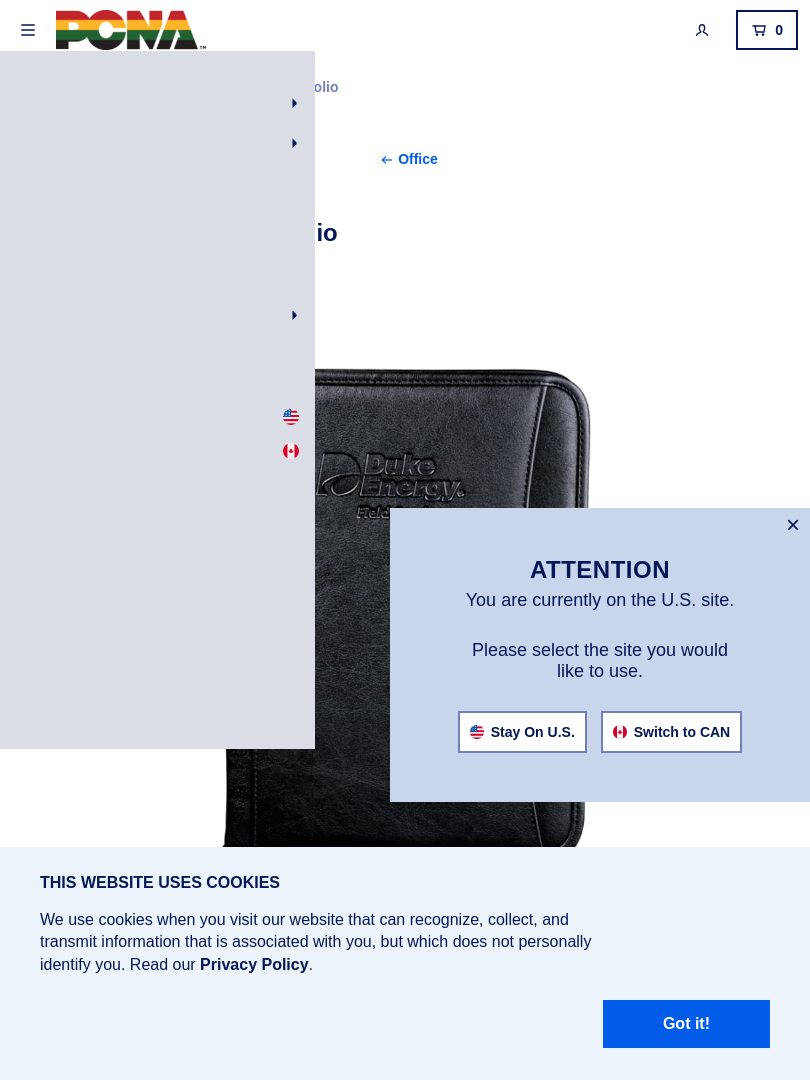 PCNA™
0
olio
← Office
io
Duke
Energy®
ATTENTION
You are currently on the U.S. site.
Please select the site you would
like to use.
Stay On U.S.
Switch to CAN
THIS WEBSITE USES COOKIES
We use cookies when you visit our website that can recognize, collect, and
transmit information that is associated with you, but which does not personally
identify you. Read our Privacy Policy.
Got it!